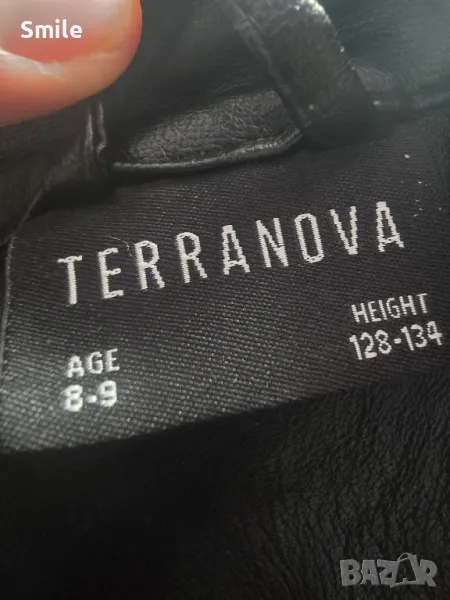 Smile
TERRANOVA
AGE
8-9
HEIGHT
128-134
BAZAR